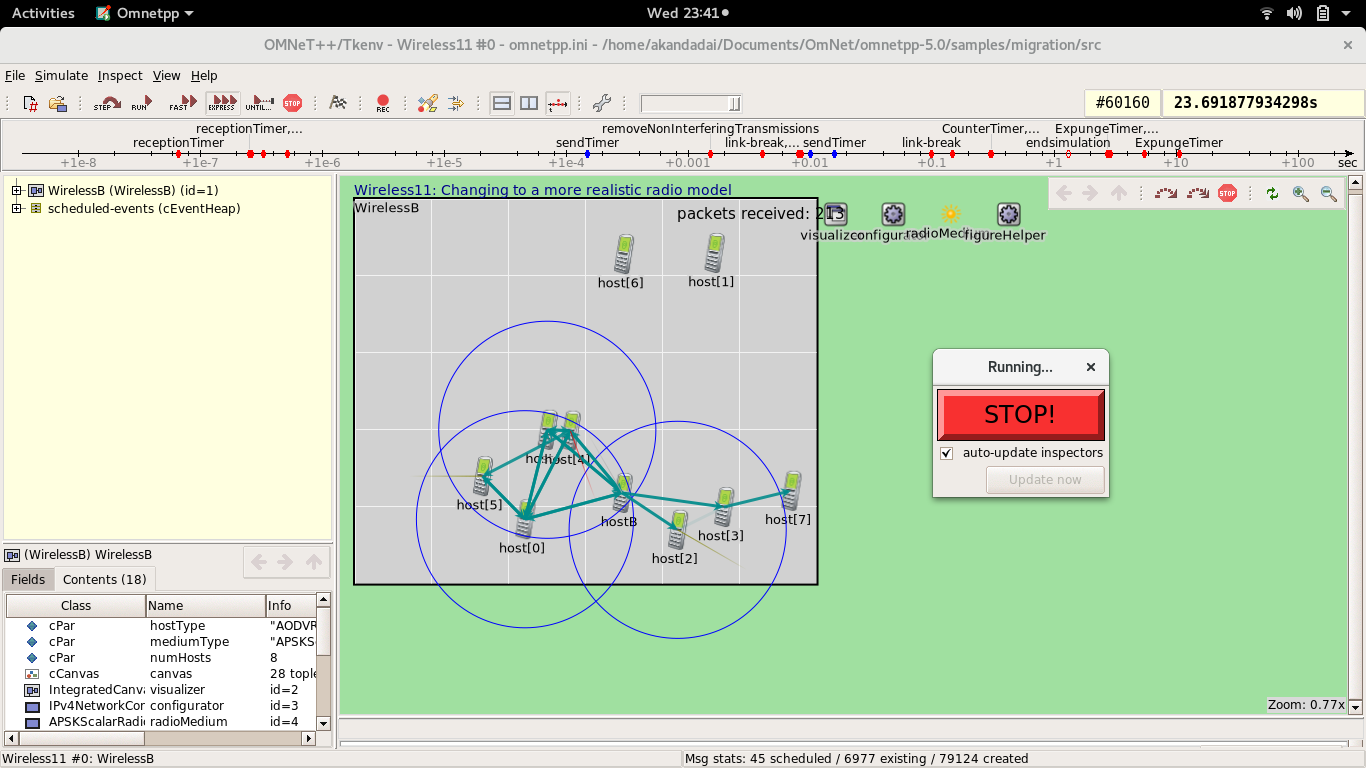 Activities Omnetpp Wed 23:41
OMNeT++/Tkenv - Wireless11 #0 - omnetpp.ini - /home/akandadai/Documents/OmNet/omnetpp-5.0/samples/migration/src
File Simulate Inspect View Help
STEP RUN FAST EXPRESS UNTIL... STOP REC #60160 23.691877934298s
receptionTimer,... removeNonInterferingTransmissions CounterTimer,... ExpungeTimer,...
receptionTimer sendTimer link-break,... sendTimer link-break endsimulation ExpungeTimer
+1e-8 +1e-7 +1e-6 +1e-5 +1e-4 +0.001 +0.01 +0.1 +1 +10 +100 sec
WirelessB (WirelessB) (id=1)
scheduled-events (cEventHeap)
Wireless11: Changing to a more realistic radio model
STOP
WirelessB
packets received: 213
configurator
figureHelper
host[6] host[1]
Running...
STOP!
auto-update inspectors
Update now
host[4]
host[5]
hostB
host[7]
host[3]
host[0]
host[2]
Zoom: 0.77x
(WirelessB) WirelessB
Fields Contents (18)
Class Name Info
cPar hostType "AODVR
cPar mediumType "APSKS
cPar numHosts 8
cCanvas canvas 28 tople
IntegratedCanv visualizer id=2
IPv4NetworkCor configurator id=3
APSKScalarRadi radioMedium id=4
Wireless11 #0: WirelessB Msg stats: 45 scheduled / 6977 existing / 79124 created